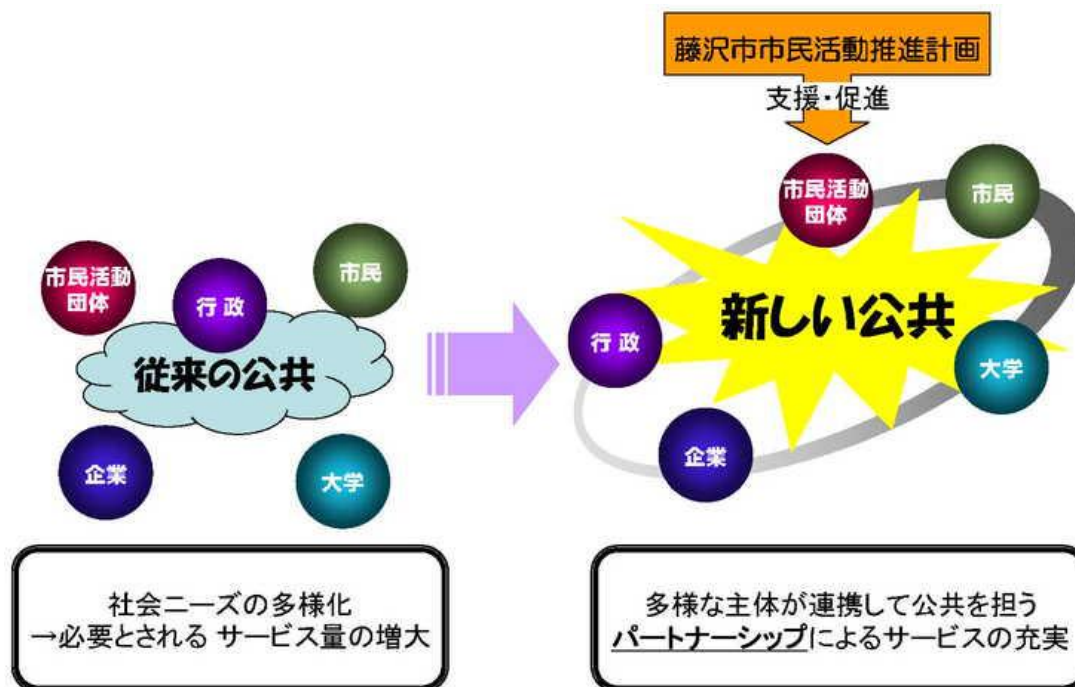 藤沢市市民活動推進計画
支援・促進
市民活動
団体
行政
市民
従来の公共
企業
大学
市民活動
団体
市民
行政
新しい公共
大学
企業
社会ニーズの多様化
→必要とされる サービス量の増大
多様な主体が連携して公共を担う
パートナーシップによるサービスの充実